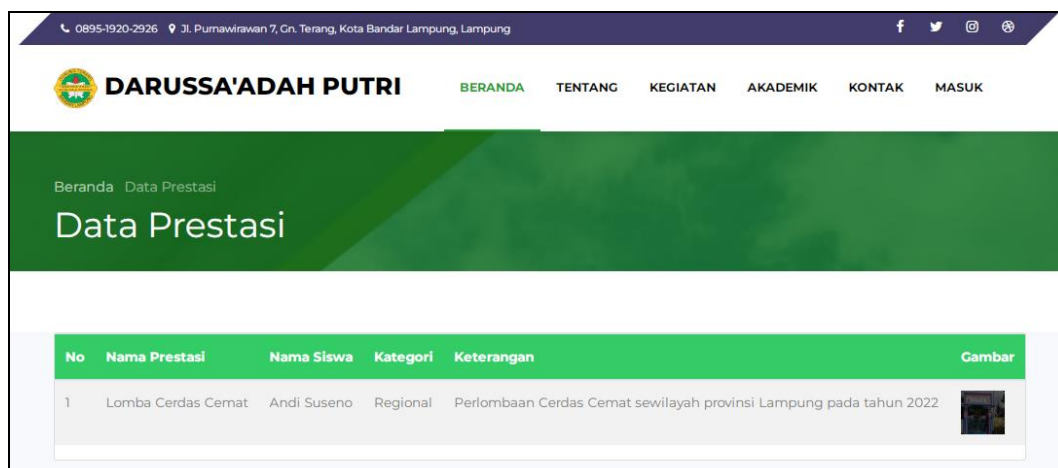 0895-1920-2926 Jl. Purnawirawan 7, Gn. Terang, Kota Bandar Lampung, Lampung
DARUSSA'ADAH PUTRI BERANDA TENTANG KEGIATAN AKADEMIK KONTAK MASUK
Beranda Data Prestasi
Data Prestasi
No Nama Prestasi Nama Siswa Kategori Keterangan Gambar
1 Lomba Cerdas Cemat Andi Suseno Regional Perlombaan Cerdas Cemat sewilayah provinsi Lampung pada tahun 2022